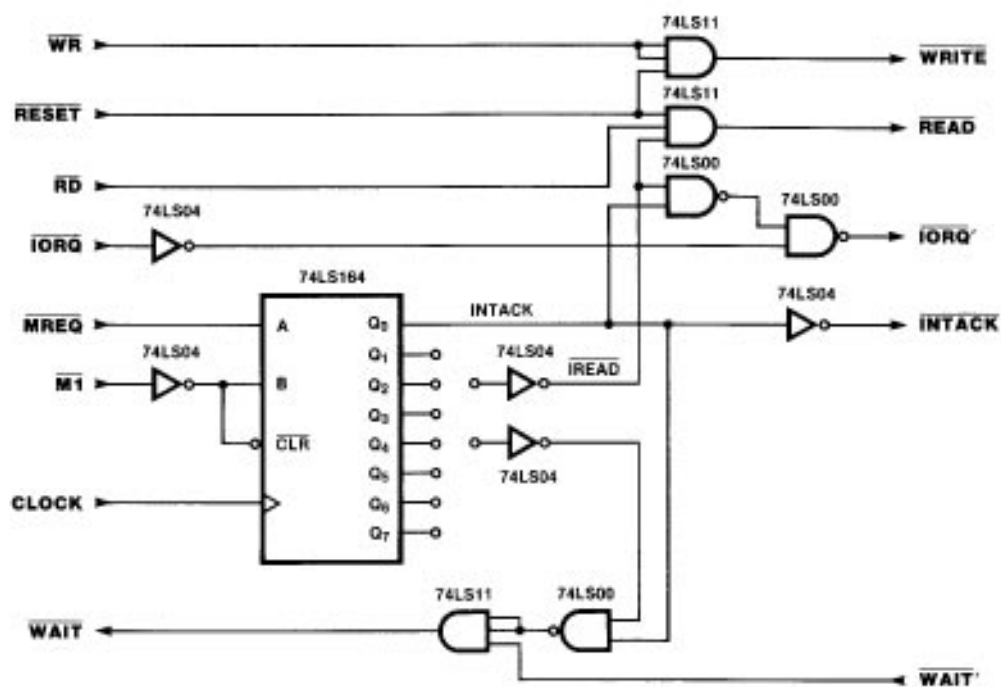 74LS11
WR
WRITE
RESET
74LS11
READ
74LS00
RD
74LS00
74LS04
IORQ
IORQ'
74LS164
MREQ
A
Q0
INTACK
74LS04
INTACK
Q1
74LS04
74LS04
M1
B
Q2
IREAD
Q3
CLR
Q4
74LS04
Q5
CLOCK
Q6
Q7
74LS11
74LS00
WAIT
WAIT'